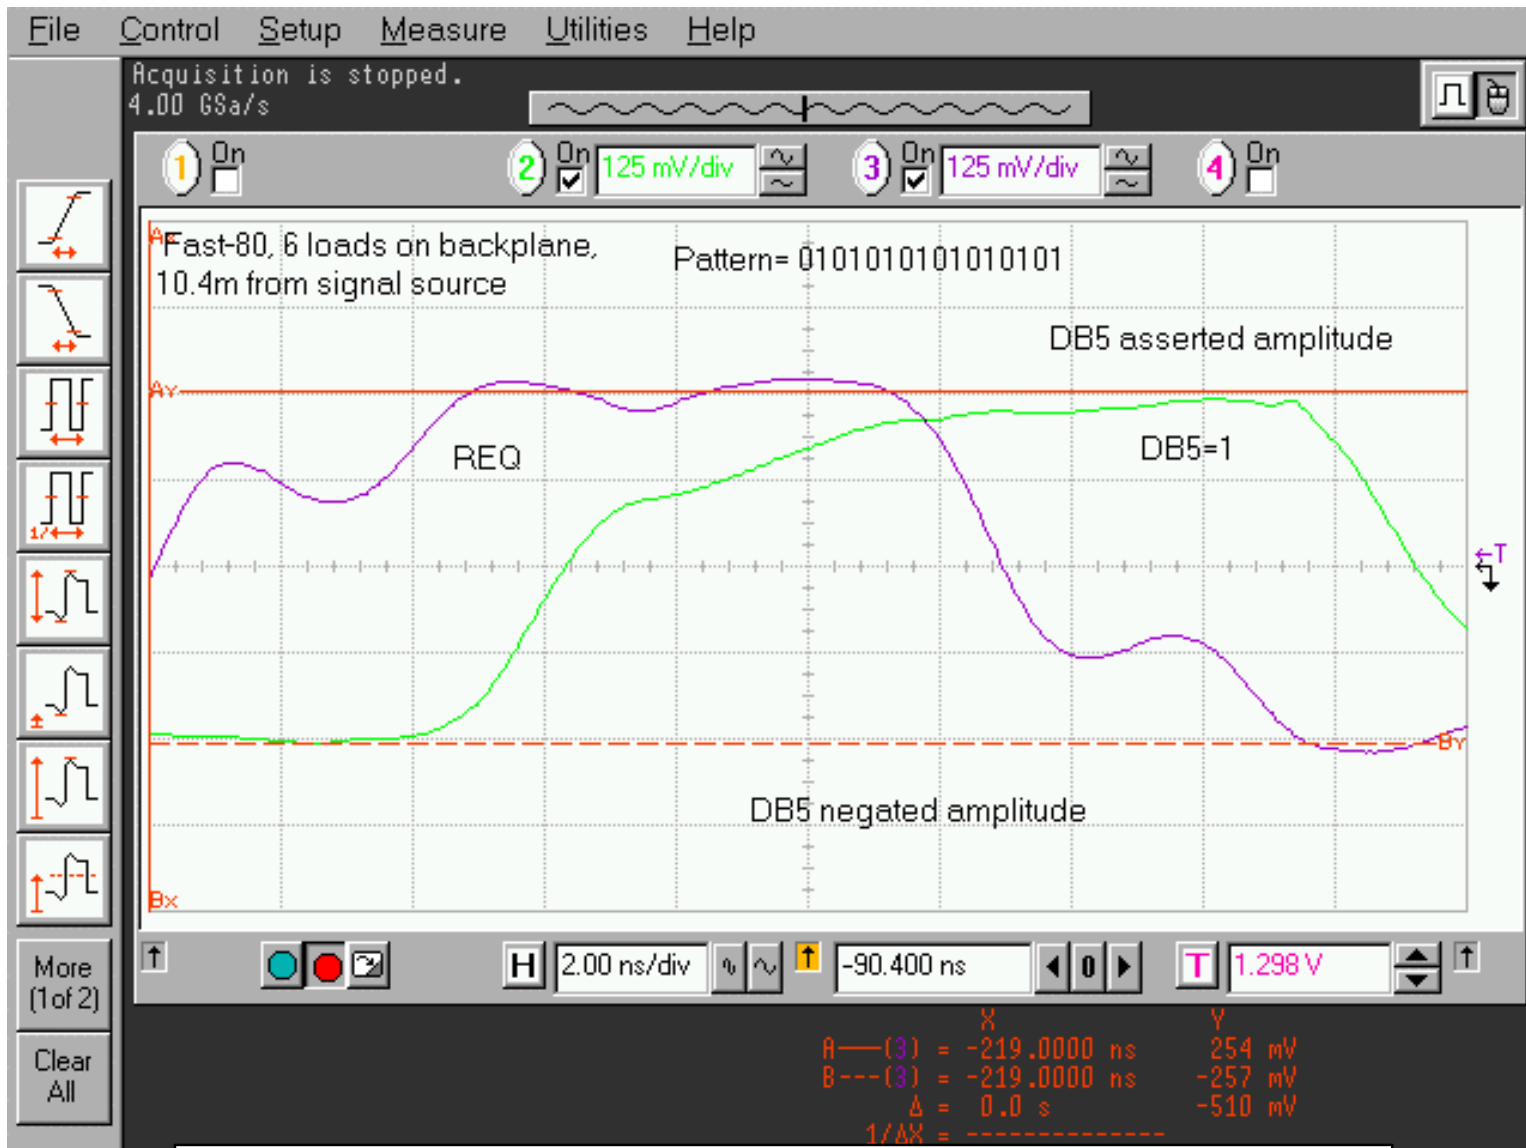 File Control Setup Measure Utilities Help
Acquisition is stopped.
4.00 GSa/s
1 On 2 On 125 mV/div 3 On 125 mV/div 4 On
Ax
Fast-80, 6 loads on backplane,
10.4m from signal source
Pattern= 0101010101010101
DB5 asserted amplitude
Ay
REQ
DB5=1
T
By
DB5 negated amplitude
Bx
1/
More
(1of 2)
Clear
All
H 2.00 ns/div -90.400 ns 0 T 1.298 V
X Y
A——(3) = -219.0000 ns 254 mV
B---(3) = -219.0000 ns -257 mV
Δ = 0.0 s -510 mV
1/ΔX = --------------